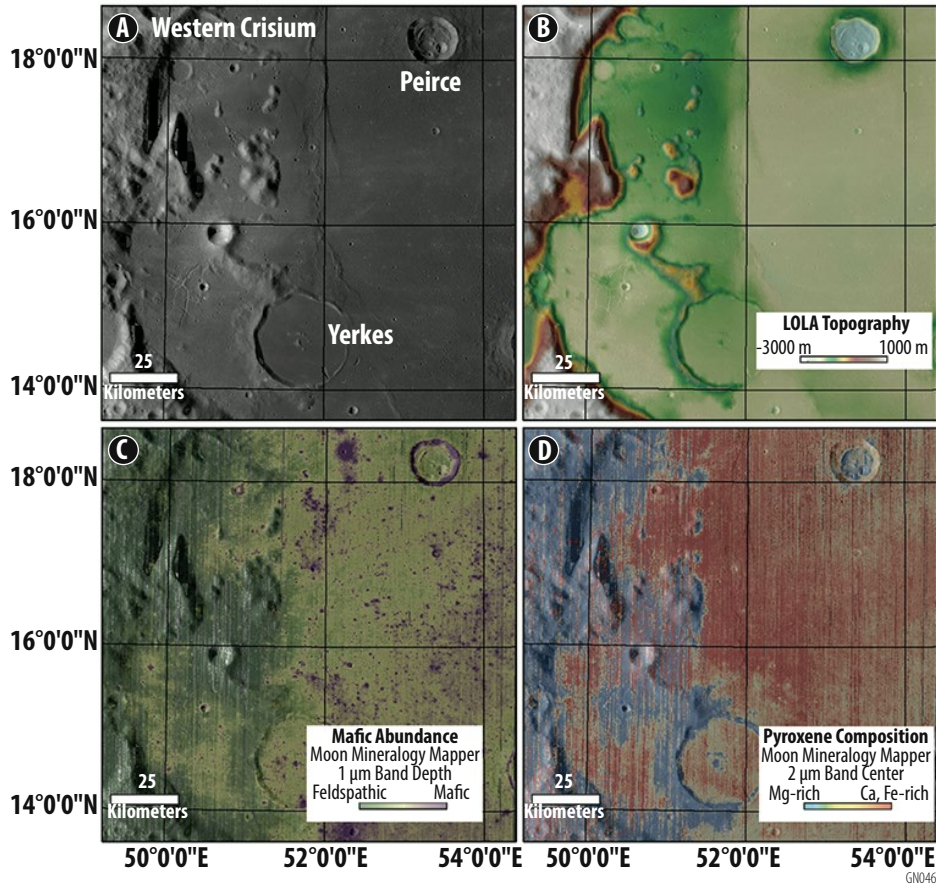 A Western Crisium
B
18°0'0"N
Peirce
16°0'0"N
Yerkes
LOLA Topography
-3000 m 1000 m
14°0'0"N
25
Kilometers
25
Kilometers
C
D
18°0'0"N
16°0'0"N
Mafic Abundance
Moon Mineralogy Mapper
1 µm Band Depth
Feldspathic Mafic
Pyroxene Composition
Moon Mineralogy Mapper
2 µm Band Center
Mg-rich Ca, Fe-rich
25
Kilometers
25
Kilometers
14°0'0"N
50°0'0"E 52°0'0"E 54°0'0"E 50°0'0"E 52°0'0"E 54°0'0"E
GN046